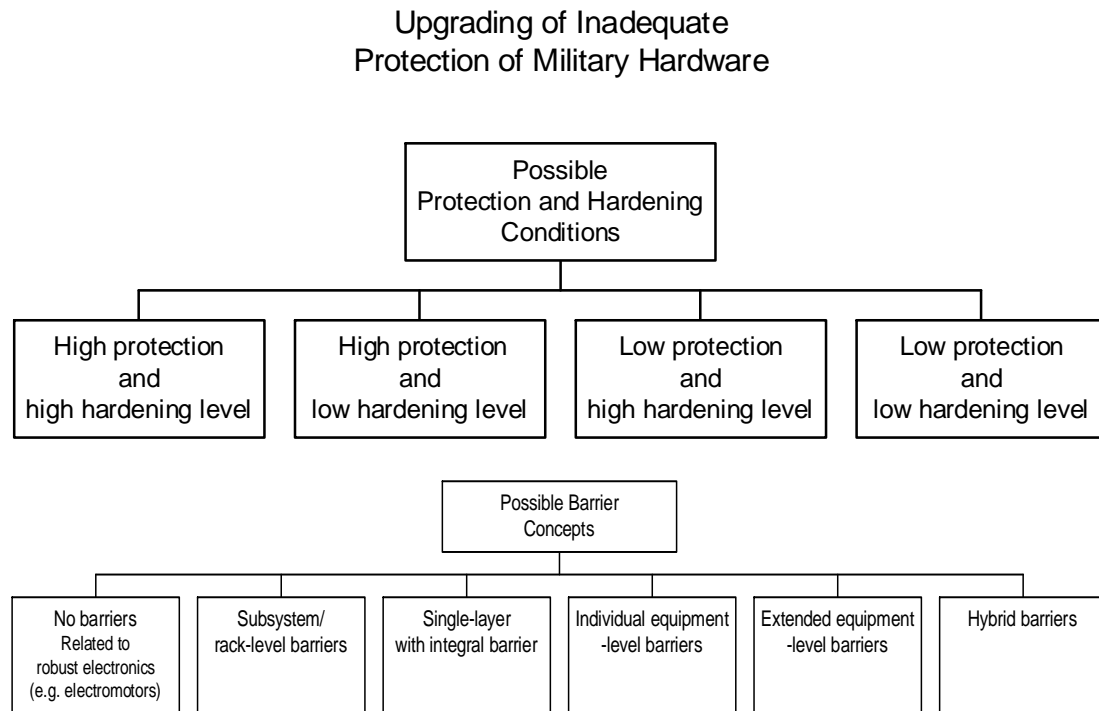 Upgrading of Inadequate
Protection of Military Hardware
Possible
Protection and Hardening
Conditions
High protection
and
high hardening level
High protection
and
low hardening level
Low protection
and
high hardening level
Low protection
and
low hardening level
Possible Barrier
Concepts
No barriers
Related to
robust electronics
(e.g. electromotors)
Subsystem/
rack-level barriers
Single-layer
with integral barrier
Individual equipment
-level barriers
Extended equipment
-level barriers
Hybrid barriers